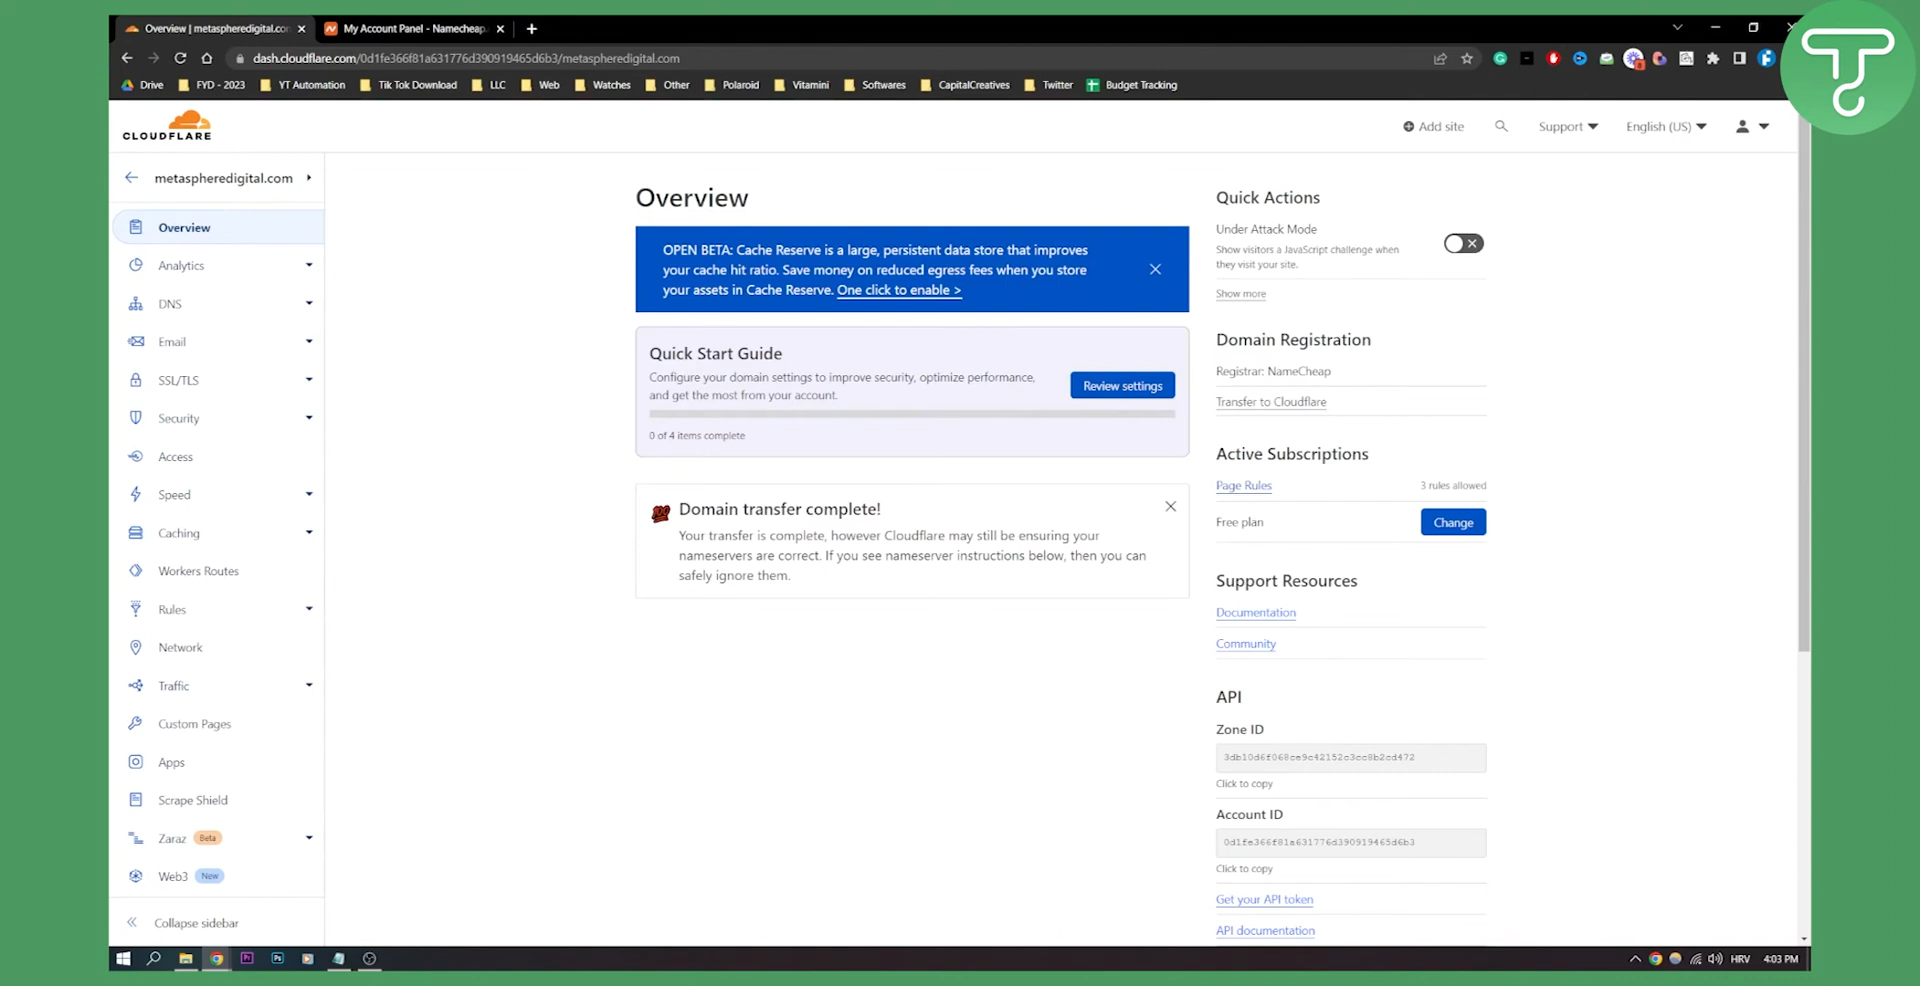 Overview | metaspheredigital.com
My Account Panel - Namecheap.
dash.cloudflare.com/0d1fe366f81a631776d390919465d6b3/metaspheredigital.com
Drive
FYD - 2023
YT Automation
Tik Tok Download
LLC
Web
Watches
Other
Polaroid
Vitamini
Softwares
CapitalCreatives
Twitter
Budget Tracking
CLOUDFLARE
Add site
Support
English (US)
metaspheredigital.com
Overview
Analytics
DNS
Email
SSL/TLS
Security
Access
Speed
Caching
Workers Routes
Rules
Network
Traffic
Custom Pages
Apps
Scrape Shield
Zaraz Beta
Web3 New
Collapse sidebar
Overview
OPEN BETA: Cache Reserve is a large, persistent data store that improves
your cache hit ratio. Save money on reduced egress fees when you store
your assets in Cache Reserve. One click to enable >
Quick Start Guide
Configure your domain settings to improve security, optimize performance,
and get the most from your account.
Review settings
0 of 4 items complete
Domain transfer complete!
Your transfer is complete, however Cloudflare may still be ensuring your
nameservers are correct. If you see nameserver instructions below, then you can
safely ignore them.
Quick Actions
Under Attack Mode
Show visitors a JavaScript challenge when
they visit your site.
Show more
Domain Registration
Registrar: NameCheap
Transfer to Cloudflare
Active Subscriptions
Page Rules
3 rules allowed
Free plan
Change
Support Resources
Documentation
Community
API
Zone ID
3db10d6f068ce9c42152c3cc8b2cd472
Click to copy
Account ID
0d1fe366f81a631776d390919465d6b3
Click to copy
Get your API token
API documentation
HRV
4:03 PM